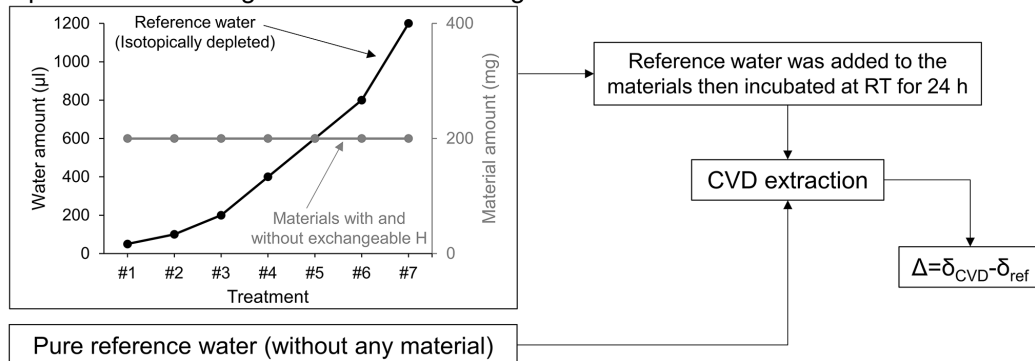 Reference water
(Isotopically depleted)
Water amount (µl)
1200
1000
800
600
400
200
0
Material amount (mg)
400
200
0
Materials with and
without exchangeable H
#1 #2 #3 #4 #5 #6 #7
Treatment
Reference water was added to the
materials then incubated at RT for 24 h
CVD extraction
Δ=δCVD-δref
Pure reference water (without any material)